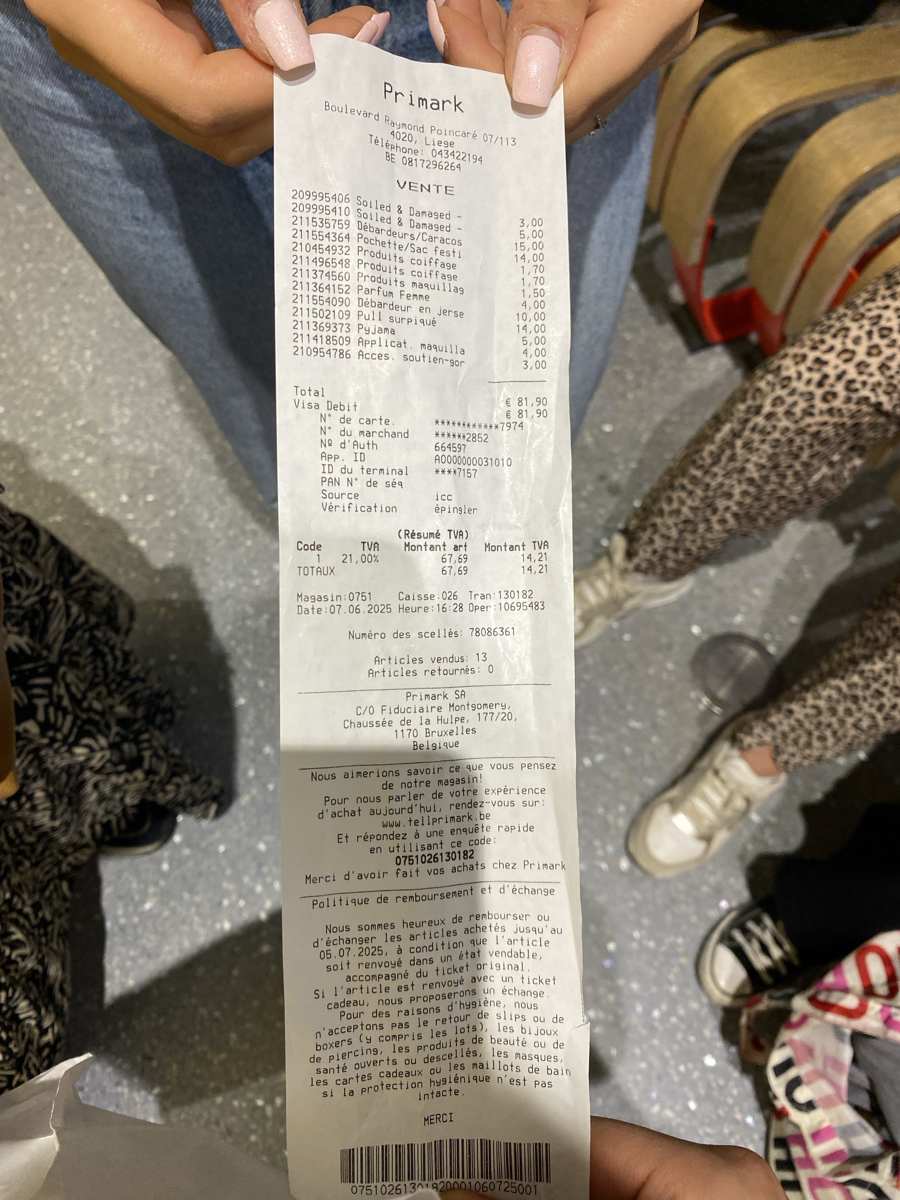 Primark
Boulevard Raymond Poincaré 07/113
4020, Liege
Téléphone: 043422194
BE 0817296264
VENTE
209995406 Soiled & Damaged - 3,00
209995410 Soiled & Damaged - 5,00
211535759 Débardeurs/Caracos 15,00
211554364 Pochette/Sac festi 14,00
210454932 Produits coiffage 1,70
211496548 Produits coiffage 1,70
211374560 Produits maquillag 1,50
211364152 Parfum Femme 4,00
211554090 Débardeur en jerse 10,00
211502109 Pull surpiqué 14,00
211369373 Pyjama 5,00
211418509 Applicat. maquilla 4,00
210954786 Acces. soutien-gor 3,00
Total € 81,90
Visa Debit € 81,90
N° de carte. ************7974
N° du marchand ******2852
Nº d'Auth 664597
App. ID A0000000031010
ID du terminal ****7157
PAN N° de séq
Source icc
Vérification épingler
(Résumé TVA)
Code TVA Montant art Montant TVA
1 21,00% 67,69 14,21
TOTAUX 67,69 14,21
Magasin:0751 Caisse:026 Tran:130182
Date:07.06.2025 Heure:16:28 Oper:10695483
Numéro des scellés: 78086361
Articles vendus: 13
Articles retournés: 0
Primark SA
C/O Fiduciaire Montgomery,
Chaussée de la Hulpe, 177/20,
1170 Bruxelles
Belgique
Nous aimerions savoir ce que vous pensez
de notre magasin!
Pour nous parler de votre expérience
d'achat aujourd'hui, rendez-vous sur:
www.tellprimark.be
Et répondez à une enquête rapide
en utilisant ce code:
0751026130182
Merci d'avoir fait vos achats chez Primark
Politique de remboursement et d'échange
Nous sommes heureux de rembourser ou
d'échanger les articles achetés jusqu'au
05.07.2025, à condition que l'article
soit renvoyé dans un état vendable,
accompagné du ticket original.
Si l'article est renvoyé avec un ticket
cadeau, nous proposerons un échange.
Pour des raisons d'hygiène, nous
n'acceptons pas le retour de slips ou de
boxers (y compris les lots), les bijoux
de piercing, les produits de beauté ou de
santé ouverts ou descellés, les masques,
les cartes cadeaux ou les maillots de bain
si la protection hygiénique n'est pas
intacte.
MERCI
07510261301820001060725001